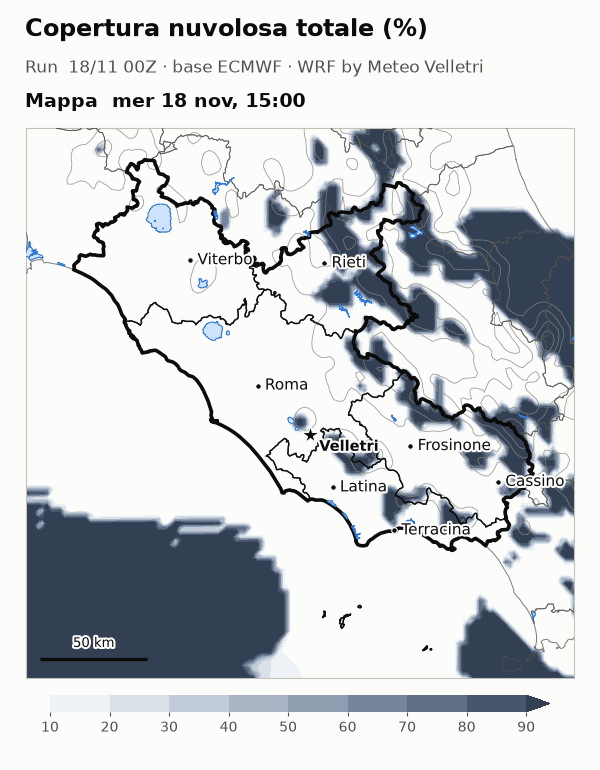 Copertura nuvolosa totale (%)
Run  18/11 00Z · base ECMWF · WRF by Meteo Velletri
Mappa  mer 18 nov, 15:00
Viterbo
Rieti
Roma
Velletri
Frosinone
Latina
Cassino
Terracina
50 km
10 20 30 40 50 60 70 80 90